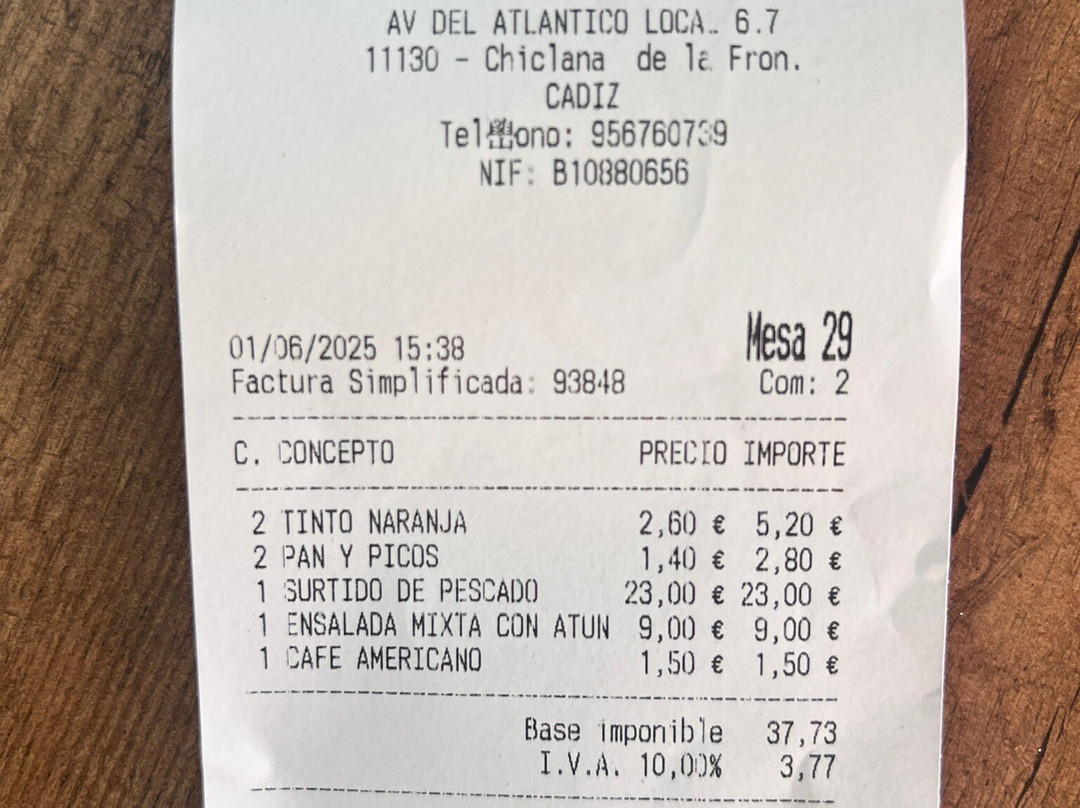 AV DEL ATLANTICO LOCAL 6.7
11130 - Chiclana de la Fron.
CADIZ
956760739
NIF: B10880656
Mesa 29
01/06/2025 15:38
Factura Simplificada: 93848
Com: 2
C. CONCEPTO PRECIO IMPORTE
2 TINTO NARANJA 2,60 € 5,20 €
2 PAN Y PICOS 1,40 € 2,80 €
1 SURTIDO DE PESCADO 23,00 € 23,00 €
1 ENSALADA MIXTA CON ATUN 9,00 € 9,00 €
1 CAFE AMERICANO 1,50 € 1,50 €
Base imponible 37,73
I.V.A. 10,00% 3,77